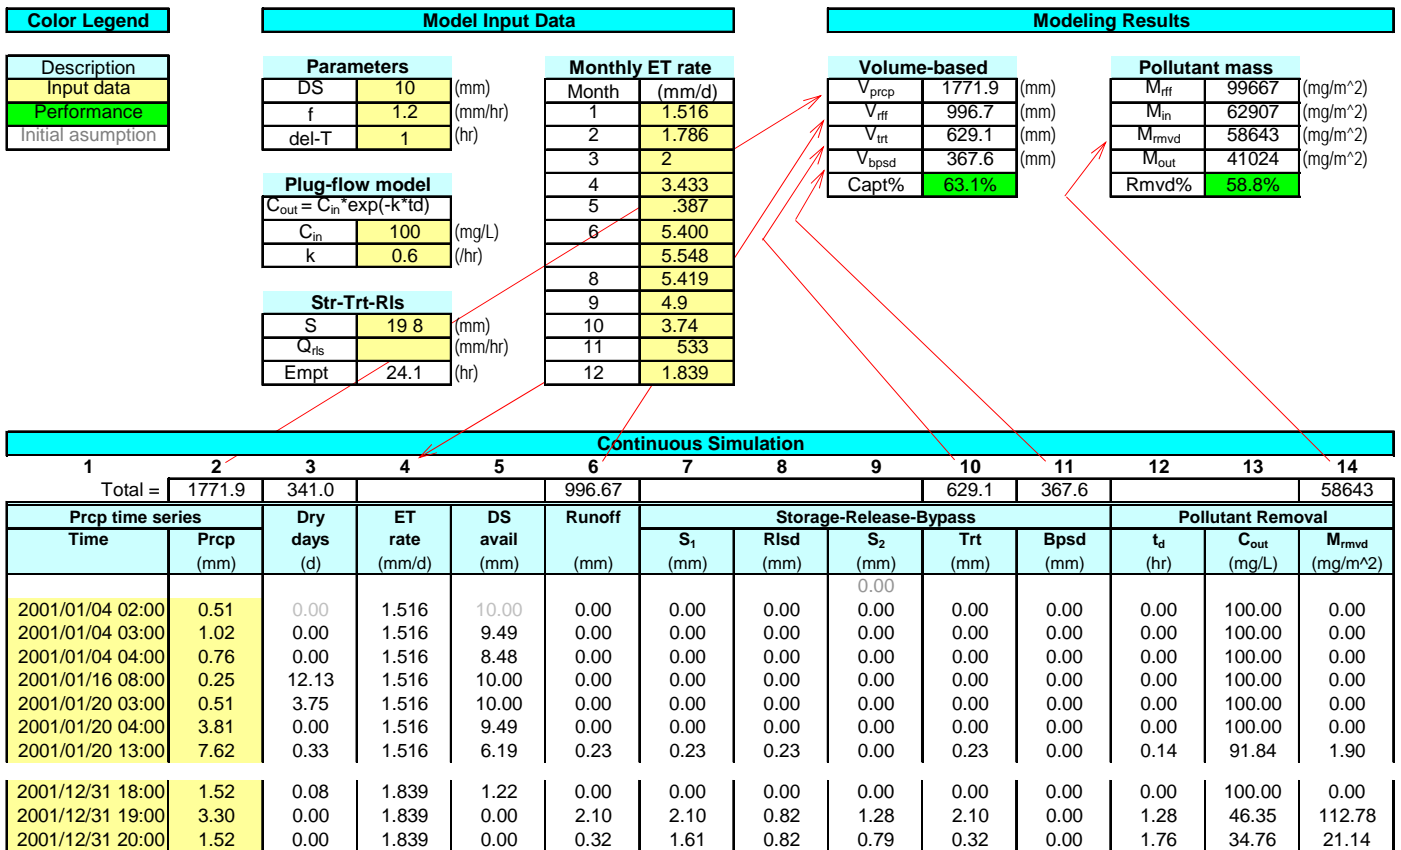 Color Legend
Description
Input data
Performance
Initial asumption
Model Input Data
Parameters
DS 10 (mm)
f 1.2 (mm/hr)
del-T 1 (hr)
Plug-flow model
Cout = Cin*exp(-k*td)
Cin 100 (mg/L)
k 0.6 (/hr)
Str-Trt-Rls
S 19 8 (mm)
Qrls (mm/hr)
Empt 24.1 (hr)
Monthly ET rate
Month (mm/d)
1 1.516
2 1.786
3 2
4 3.433
5 .387
6 5.400
5.548
8 5.419
9 4.9
10 3.74
11 533
12 1.839
Modeling Results
Volume-based
Vprcp 1771.9 (mm)
Vrff 996.7 (mm)
Vtrt 629.1 (mm)
Vbpsd 367.6 (mm)
Capt% 63.1%
Pollutant mass
Mrff 99667 (mg/m^2)
Min 62907 (mg/m^2)
Mrmvd 58643 (mg/m^2)
Mout 41024 (mg/m^2)
Rmvd% 58.8%
Continuous Simulation
1 2 3 4 5 6 7 8 9 10 11 12 13 14
Total = 1771.9 341.0 996.67 629.1 367.6 58643
Prcp time series Dry ET DS Runoff Storage-Release-Bypass Pollutant Removal
Time Prcp days rate avail S1 Rlsd S2 Trt Bpsd td Cout Mrmvd
(mm) (d) (mm/d) (mm) (mm) (mm) (mm) (mm) (mm) (mm) (hr) (mg/L) (mg/m^2)
0.00
2001/01/04 02:00 0.51 0.00 1.516 10.00 0.00 0.00 0.00 0.00 0.00 0.00 0.00 100.00 0.00
2001/01/04 03:00 1.02 0.00 1.516 9.49 0.00 0.00 0.00 0.00 0.00 0.00 0.00 100.00 0.00
2001/01/04 04:00 0.76 0.00 1.516 8.48 0.00 0.00 0.00 0.00 0.00 0.00 0.00 100.00 0.00
2001/01/16 08:00 0.25 12.13 1.516 10.00 0.00 0.00 0.00 0.00 0.00 0.00 0.00 100.00 0.00
2001/01/20 03:00 0.51 3.75 1.516 10.00 0.00 0.00 0.00 0.00 0.00 0.00 0.00 100.00 0.00
2001/01/20 04:00 3.81 0.00 1.516 9.49 0.00 0.00 0.00 0.00 0.00 0.00 0.00 100.00 0.00
2001/01/20 13:00 7.62 0.33 1.516 6.19 0.23 0.23 0.23 0.00 0.23 0.00 0.14 91.84 1.90
2001/12/31 18:00 1.52 0.08 1.839 1.22 0.00 0.00 0.00 0.00 0.00 0.00 0.00 100.00 0.00
2001/12/31 19:00 3.30 0.00 1.839 0.00 2.10 2.10 0.82 1.28 2.10 0.00 1.28 46.35 112.78
2001/12/31 20:00 1.52 0.00 1.839 0.00 0.32 1.61 0.82 0.79 0.32 0.00 1.76 34.76 21.14